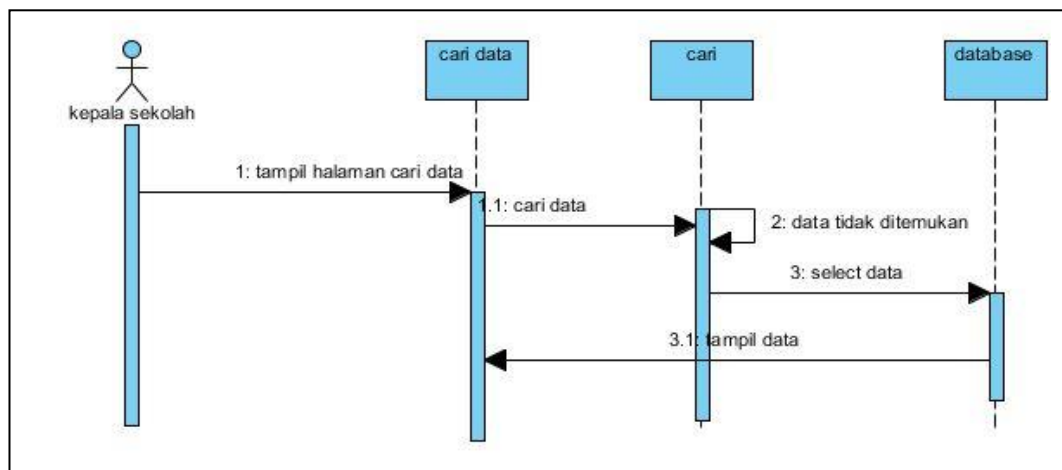 cari data
cari
database
kepala sekolah
1: tampil halaman cari data
1.1: cari data
2: data tidak ditemukan
3: select data
3.1: tampil data